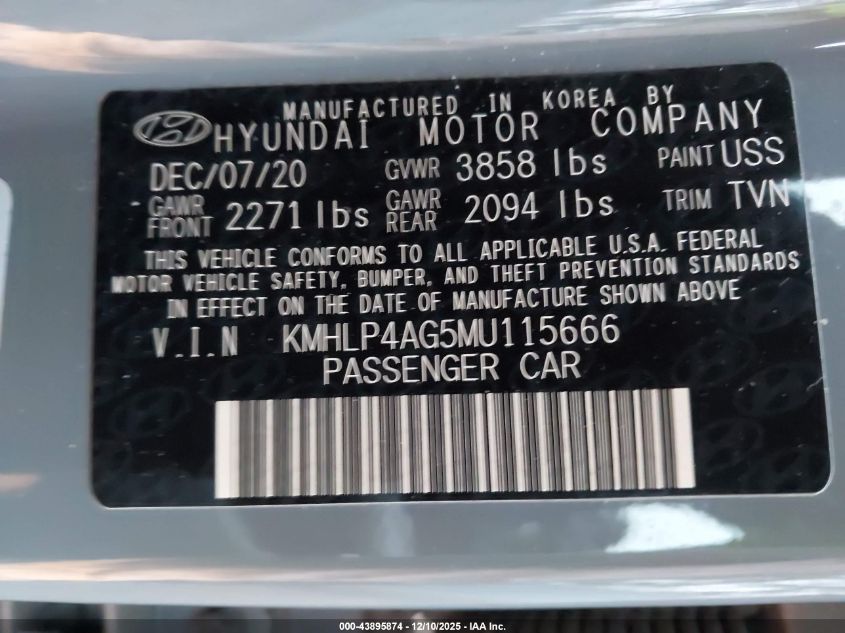 MANUFACTURED IN KOREA BY
HYUNDAI MOTOR COMPANY
DEC/07/20 GVWR 3858 lbs PAINT USS
GAWR FRONT 2271 lbs GAWR REAR 2094 lbs TRIM TVN
THIS VEHICLE CONFORMS TO ALL APPLICABLE U.S.A. FEDERAL
MOTOR VEHICLE SAFETY, BUMPER, AND THEFT PREVENTION STANDARDS
IN EFFECT ON THE DATE OF MANUFACTURE SHOWN ABOVE
V.I.N KMHLP4AG5MU115666
PASSENGER CAR
000-43895874 - 12/10/2025 - IAA Inc.